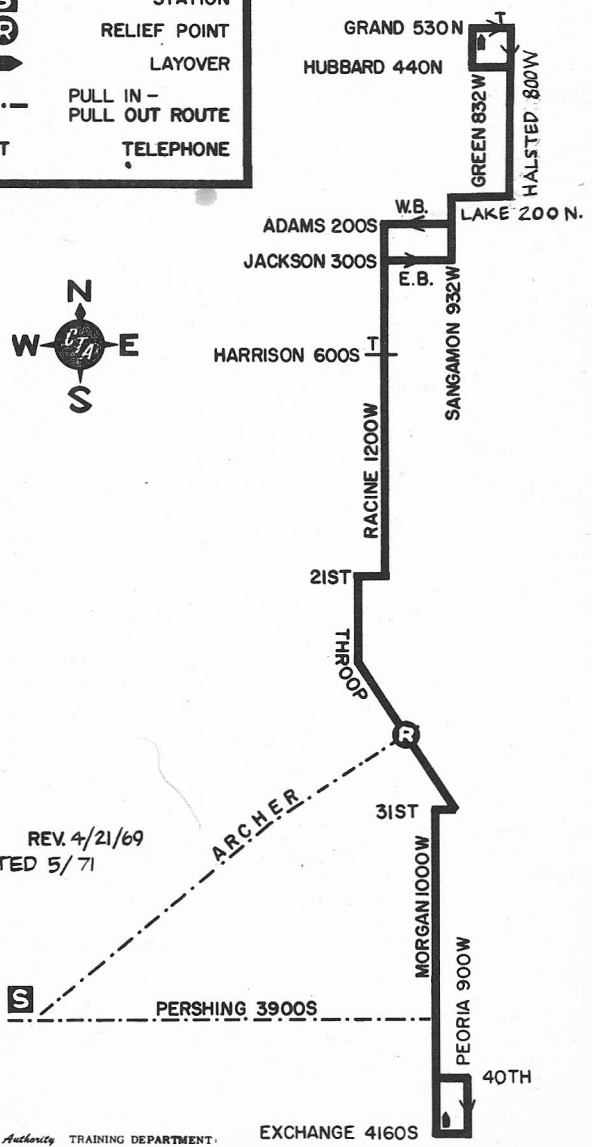 STATION
R RELIEF POINT
LAYOVER
PULL IN -
PULL OUT ROUTE
T TELEPHONE
T
GRAND 530N
HUBBARD 440N
GREEN 832W
HALSTED 800W
W.B.
LAKE 200 N.
ADAMS 200S
JACKSON 300S
E.B.
SANGAMON 932W
N
W CTA E
S
T
HARRISON 600S
RACINE 1200W
21ST
THROOP
R
ARCHER
31ST
REV. 4/21/69
TED 5/71
MORGAN 1000W
S
PERSHING 3900S
PEORIA 900W
40TH
EXCHANGE 4160S
Authority TRAINING DEPARTMENT